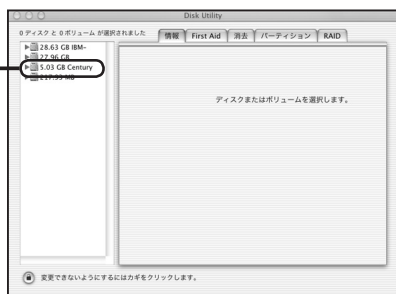 Disk Utility
0 ディスク と 0 ボリューム が選択されました
情報 First Aid 消去 パーティション RAID
28.63 GB IBM-
27.96 GB
5.03 GB Century
217.93 MB
ディスクまたはボリュームを選択します。
変更できないようにするにはカギをクリックします。